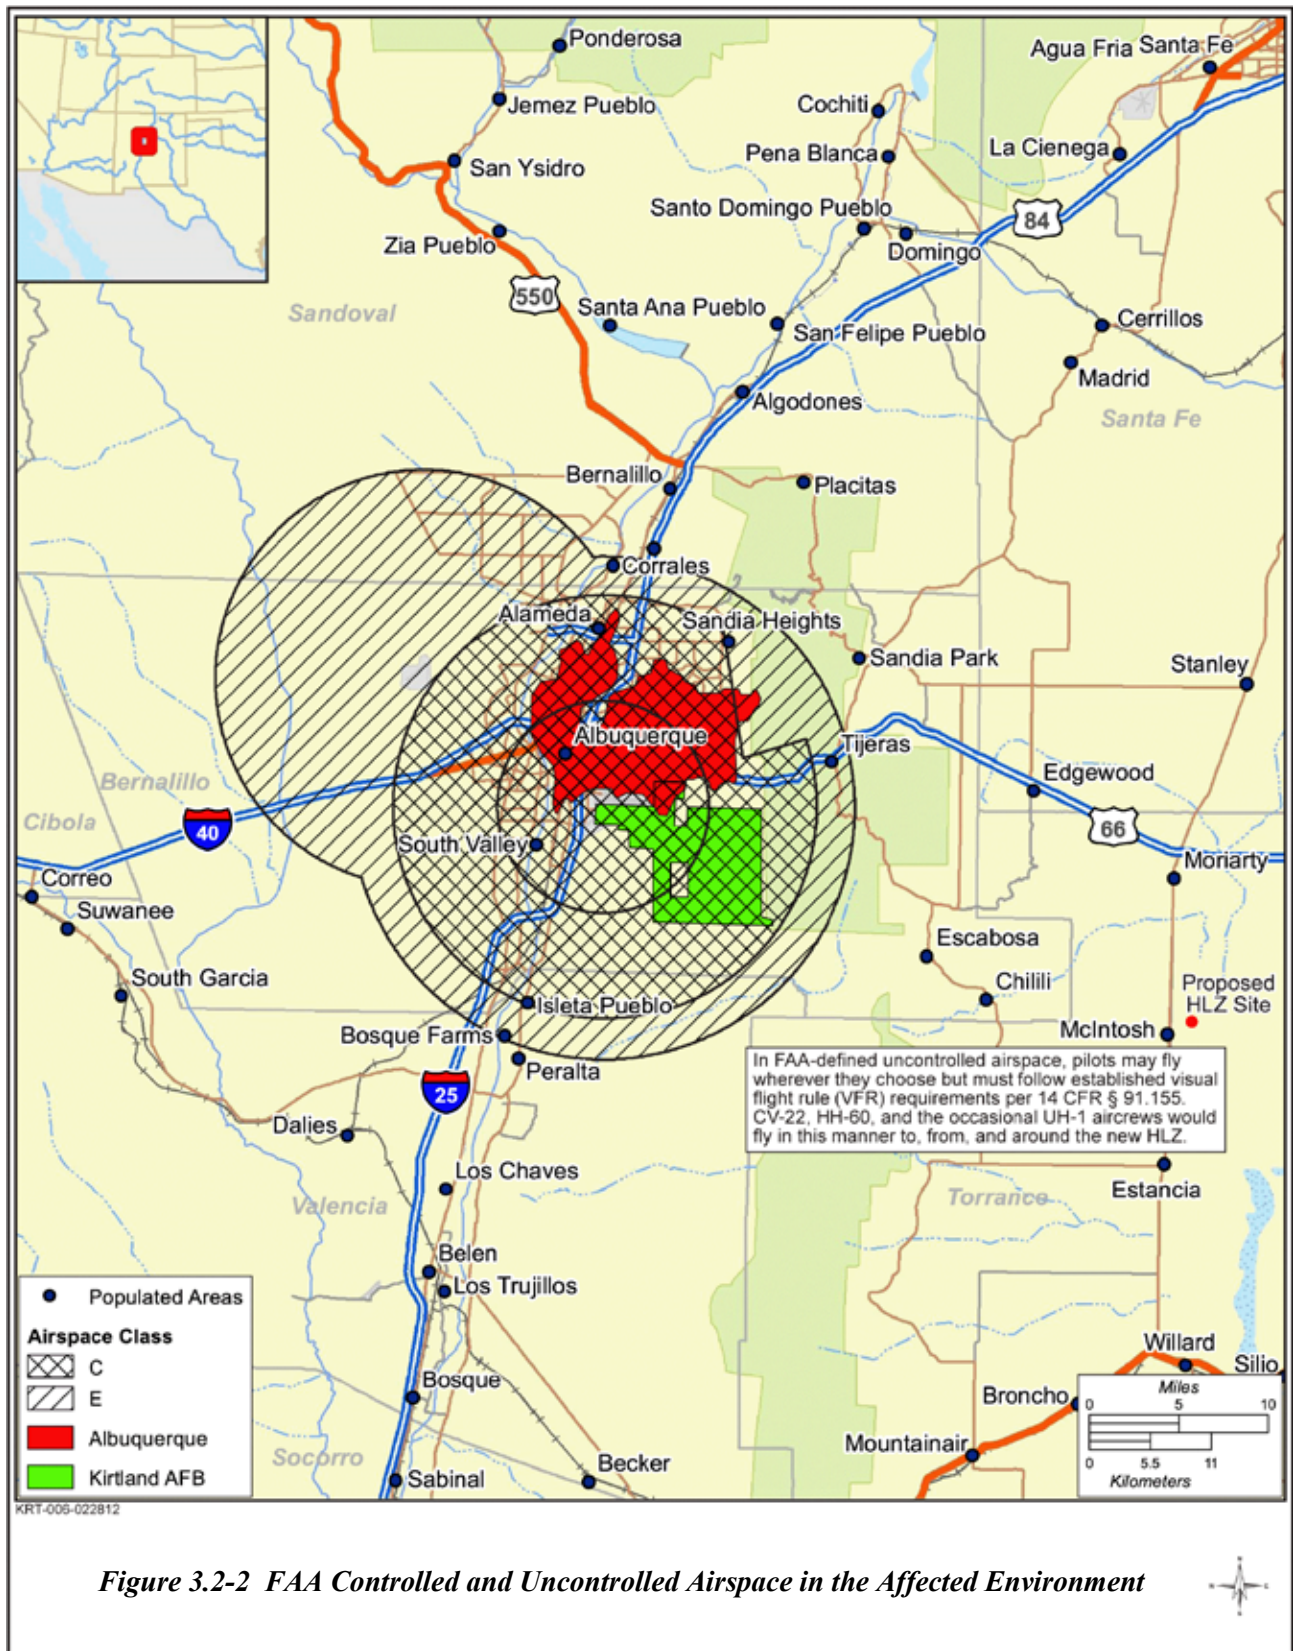 Ponderosa
Agua Fria
Santa Fe
Jemez Pueblo
Cochiti
Pena Blanca
La Cienega
San Ysidro
Santo Domingo Pueblo
84
Zia Pueblo
Domingo
550
Sandoval
Santa Ana Pueblo
San Felipe Pueblo
Cerrillos
Madrid
Algodones
Santa Fe
Bernalillo
Placitas
Corrales
Alameda
Sandia Heights
Sandia Park
Stanley
Albuquerque
Tijeras
Bernalillo
Edgewood
Cibola
40
66
South Valley
Moriarty
Correo
Suwanee
Escabosa
South Garcia
Chilili
Proposed
HLZ Site
Isleta Pueblo
Bosque Farms
McIntosh
Peralta
In FAA-defined uncontrolled airspace, pilots may fly
wherever they choose but must follow established visual
flight rule (VFR) requirements per 14 CFR § 91.155.
CV-22, HH-60, and the occasional UH-1 aircrews would
fly in this manner to, from, and around the new HLZ.
25
Dalies
Los Chaves
Estancia
Valencia
Torrance
Belen
Los Trujillos
Populated Areas
Airspace Class
C
E
Albuquerque
Kirtland AFB
Willard
Silio
Bosque
Broncho
Miles
0 5 10
0 5.5 11
Kilometers
Mountainair
Socorro
Becker
Sabinal
KRT-006-022812
Figure 3.2-2 FAA Controlled and Uncontrolled Airspace in the Affected Environment